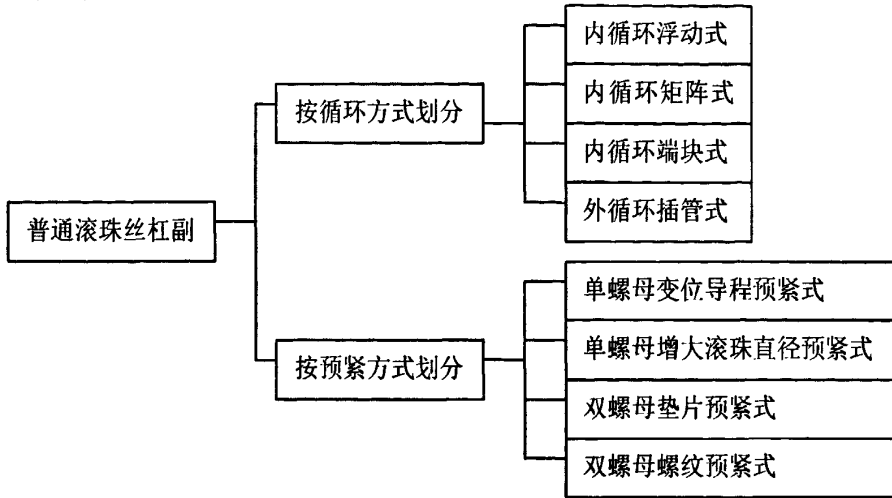 普通滚珠丝杠副
按循环方式划分
内循环浮动式
内循环矩阵式
内循环端块式
外循环插管式
按预紧方式划分
单螺母变位导程预紧式
单螺母增大滚珠直径预紧式
双螺母垫片预紧式
双螺母螺纹预紧式